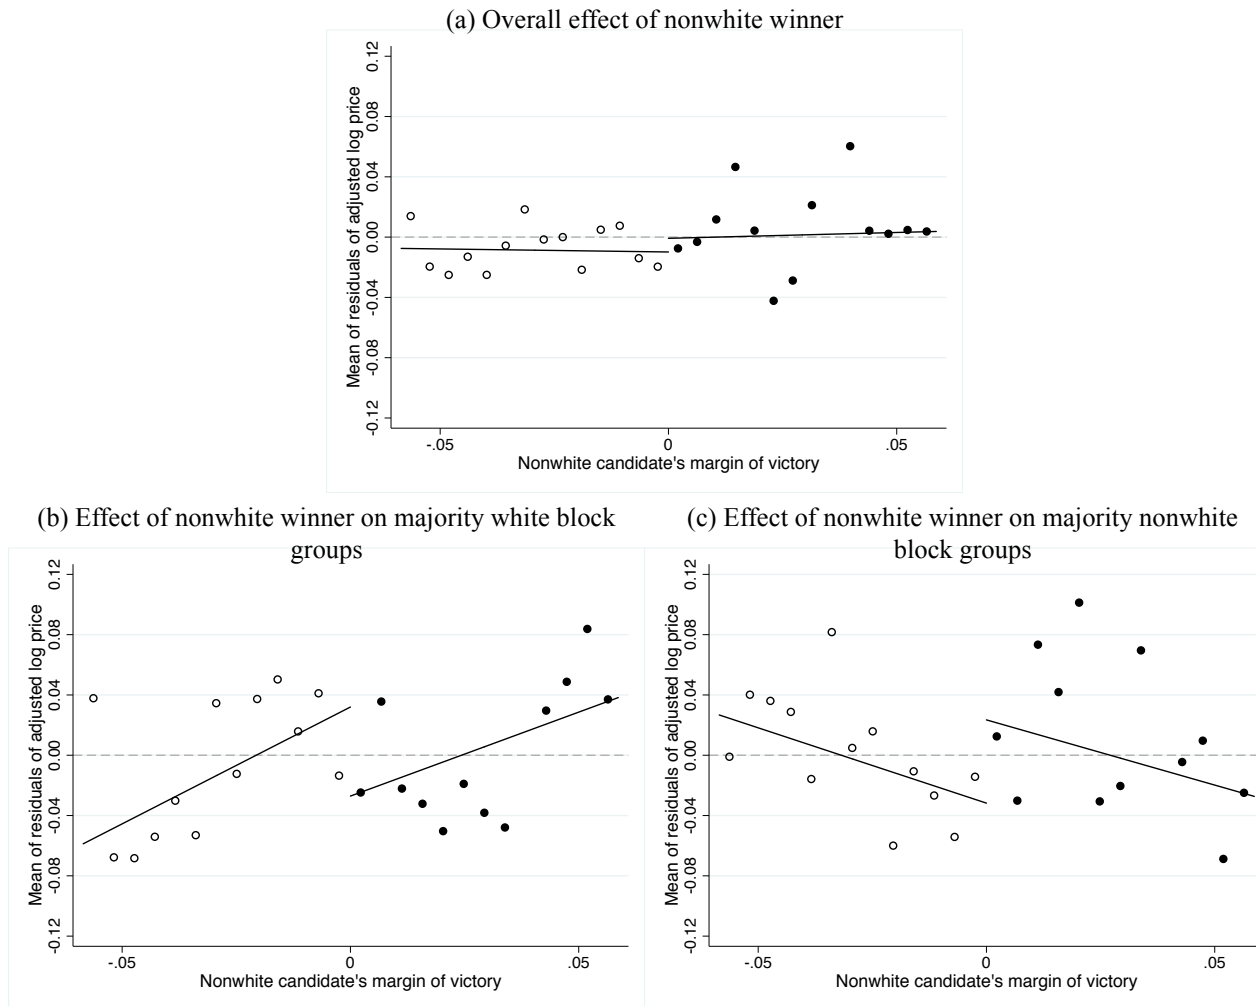 (a) Overall effect of nonwhite winner
Mean of residuals of adjusted log price
0.12
0.08
0.04
0.00
-0.04
-0.08
-0.12
-.05
0
.05
Nonwhite candidate's margin of victory
(b) Effect of nonwhite winner on majority white block
groups
Mean of residuals of adjusted log price
0.12
0.08
0.04
0.00
-0.04
-0.08
-0.12
-.05
0
.05
Nonwhite candidate's margin of victory
(c) Effect of nonwhite winner on majority nonwhite
block groups
Mean of residuals of adjusted log price
0.12
0.08
0.04
0.00
-0.04
-0.08
-0.12
-.05
0
.05
Nonwhite candidate's margin of victory